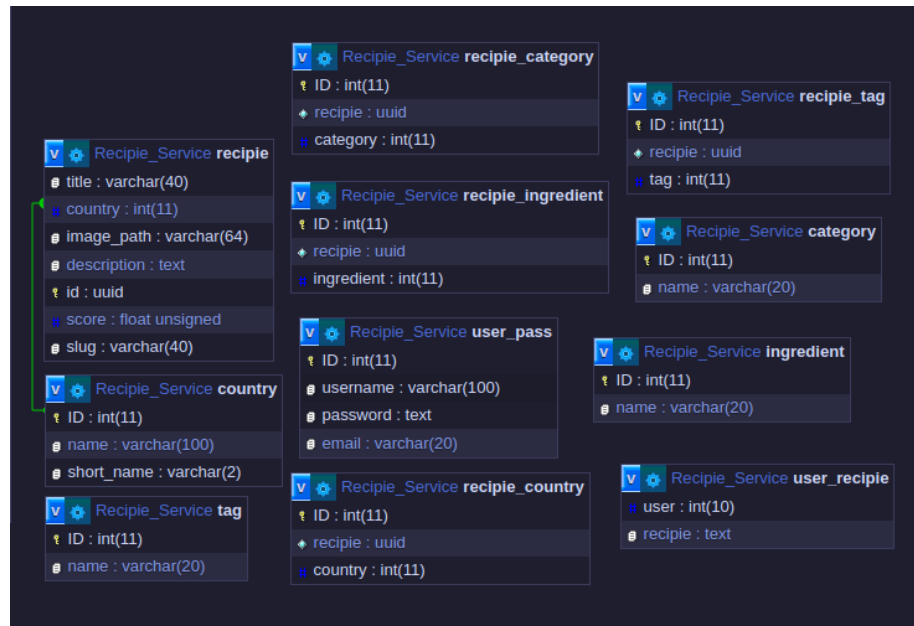 V Recipie_Service recipie
title : varchar(40)
# country : int(11)
image_path : varchar(64)
description : text
id : uuid
# score : float unsigned
slug : varchar(40)
V Recipie_Service country
ID : int(11)
name : varchar(100)
short_name : varchar(2)
V Recipie_Service tag
ID : int(11)
name : varchar(20)
V Recipie_Service recipie_category
ID : int(11)
recipie : uuid
# category : int(11)
V Recipie_Service recipie_ingredient
ID : int(11)
recipie : uuid
# ingredient : int(11)
V Recipie_Service user_pass
ID : int(11)
username : varchar(100)
password : text
email : varchar(20)
V Recipie_Service recipie_country
ID : int(11)
recipie : uuid
# country : int(11)
V Recipie_Service recipie_tag
ID : int(11)
recipie : uuid
# tag : int(11)
V Recipie_Service category
ID : int(11)
name : varchar(20)
V Recipie_Service ingredient
ID : int(11)
name : varchar(20)
V Recipie_Service user_recipie
# user : int(10)
recipie : text